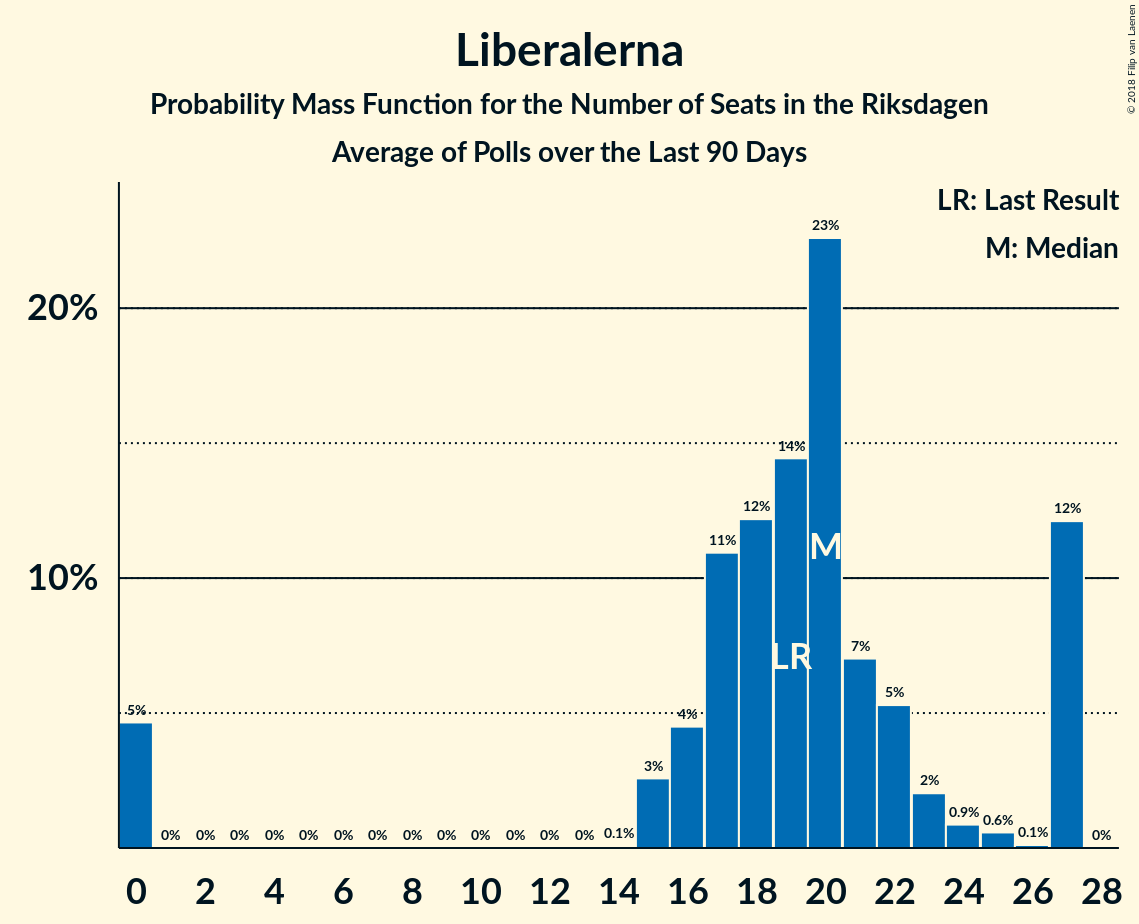 Liberalerna
Probability Mass Function for the Number of Seats in the Riksdagen
Average of Polls over the Last 90 Days
© 2018 Filip van Laenen
LR: Last Result
M: Median
20%
10%
5% 0% 0% 0% 0% 0% 0% 0% 0% 0% 0% 0% 0% 0% 0.1% 3% 4% 11% 12% 14% 23% 7% 5% 2% 0.9% 0.6% 0.1% 12% 0%
M
LR
0 2 4 6 8 10 12 14 16 18 20 22 24 26 28